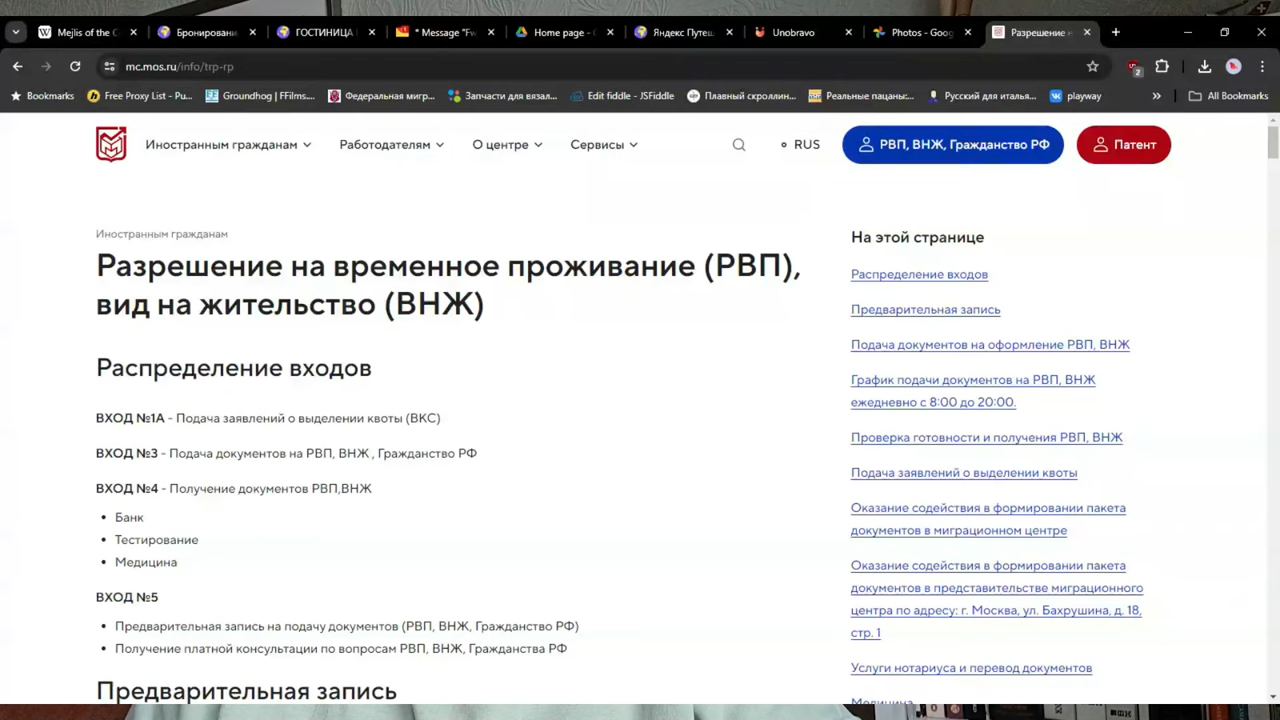 Mejlis of the C
Бронировани
ГОСТИНИЦА
* Message "Fw
Home page -
Яндекс Путеш
Unobravo
Photos - Goog
Разрешение н
mc.mos.ru/info/trp-rp
2
Bookmarks
Free Proxy List - Pu...
Groundhog | FFilms....
Федеральная мигр...
Запчасти для вязал...
Edit fiddle - JSFiddle
Плавный скроллин...
Реальные пацаны:...
Русский для италья...
playway
All Bookmarks
Иностранным гражданам
Работодателям
О центре
Сервисы
RUS
РВП, ВНЖ, Гражданство РФ
Патент
Иностранным гражданам
Разрешение на временное проживание (РВП),
вид на жительство (ВНЖ)
Распределение входов
ВХОД №1А - Подача заявлений о выделении квоты (ВКС)
ВХОД №3 - Подача документов на РВП, ВНЖ , Гражданство РФ
ВХОД №4 - Получение документов РВП,ВНЖ
• Банк
• Тестирование
• Медицина
ВХОД №5
• Предварительная запись на подачу документов (РВП, ВНЖ, Гражданство РФ)
• Получение платной консультации по вопросам РВП, ВНЖ, Гражданства РФ
Предварительная запись
На этой странице
Распределение входов
Предварительная запись
Подача документов на оформление РВП, ВНЖ
График подачи документов на РВП, ВНЖ
ежедневно с 8:00 до 20:00.
Проверка готовности и получения РВП, ВНЖ
Подача заявлений о выделении квоты
Оказание содействия в формировании пакета
документов в миграционном центре
Оказание содействия в формировании пакета
документов в представительстве миграционного
центра по адресу: г. Москва, ул. Бахрушина, д. 18,
стр. 1
Услуги нотариуса и перевод документов
Медицина